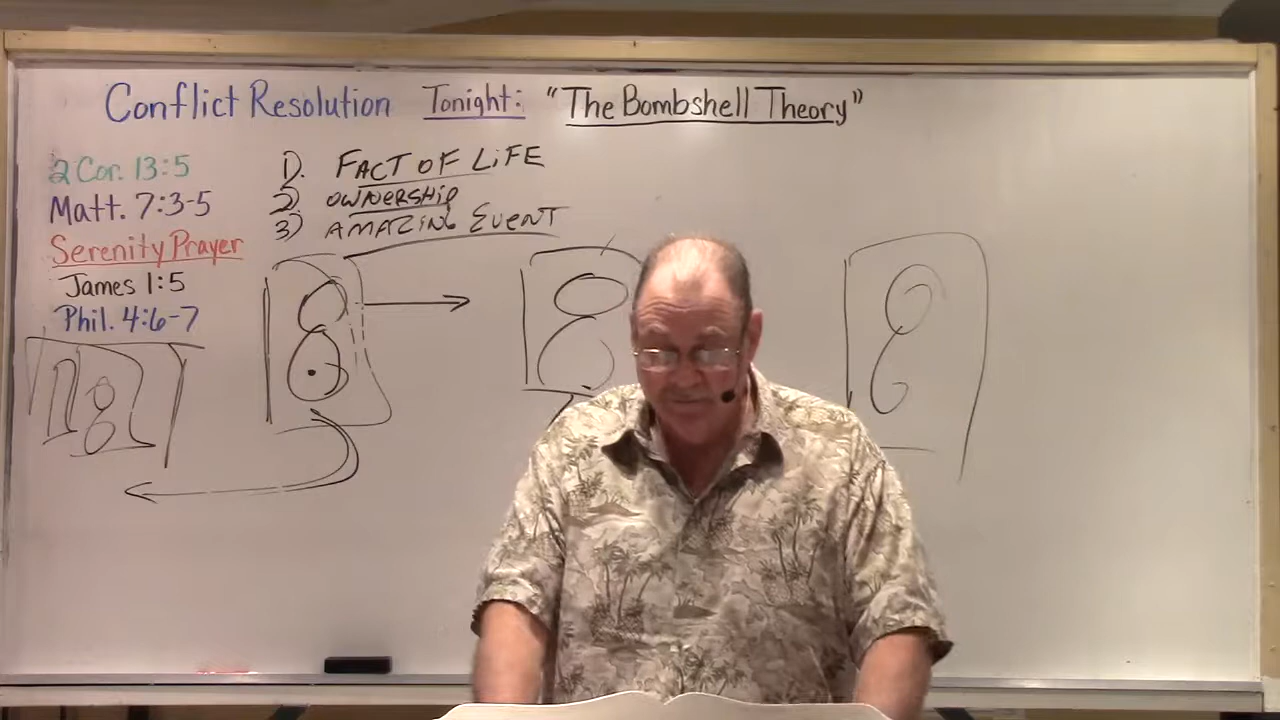 Conflict Resolution Tonight: "The Bombshell Theory"
2 Cor. 13:5
Matt. 7:3-5
Serenity Prayer
James 1:5
Phil. 4:6-7
1). FACT OF LIFE
2). OWNERSHIP
3) AMAZING EVENT